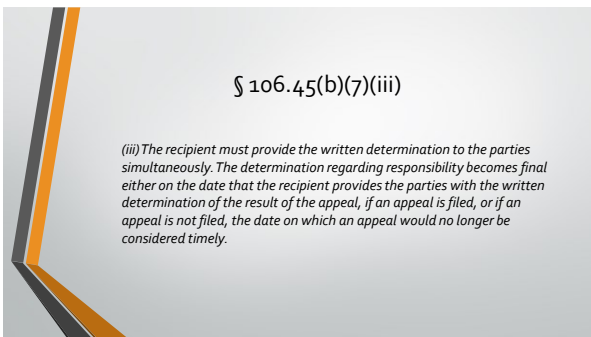 § 106.45(b)(7)(iii)
(iii) The recipient must provide the written determination to the parties
simultaneously. The determination regarding responsibility becomes final
either on the date that the recipient provides the parties with the written
determination of the result of the appeal, if an appeal is filed, or if an
appeal is not filed, the date on which an appeal would no longer be
considered timely.